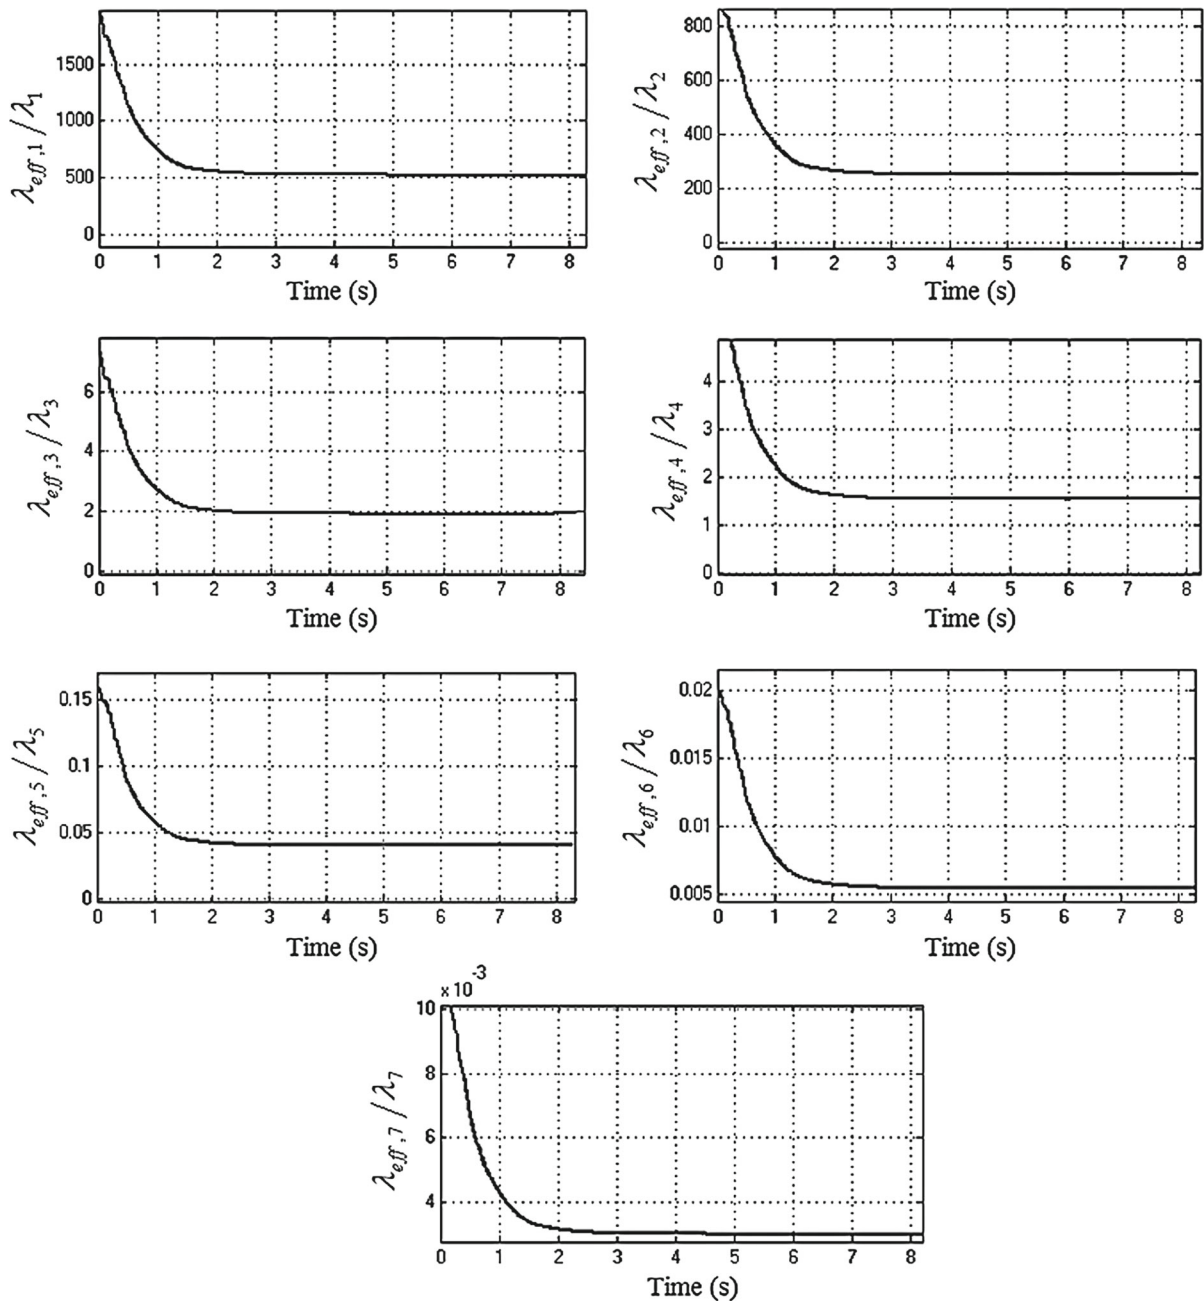 λeff,1 / λ1
1500
1000
500
0
0 1 2 3 4 5 6 7 8
Time (s)
λeff,2 / λ2
800
600
400
200
0
0 1 2 3 4 5 6 7 8
Time (s)
λeff,3 / λ3
6
4
2
0
0 1 2 3 4 5 6 7 8
Time (s)
λeff,4 / λ4
4
3
2
1
0
0 1 2 3 4 5 6 7 8
Time (s)
λeff,5 / λ5
0.15
0.1
0.05
0
0 1 2 3 4 5 6 7 8
Time (s)
λeff,6 / λ6
0.02
0.015
0.01
0.005
0 1 2 3 4 5 6 7 8
Time (s)
x 10-3
λeff,7 / λ7
10
8
6
4
0 1 2 3 4 5 6 7 8
Time (s)